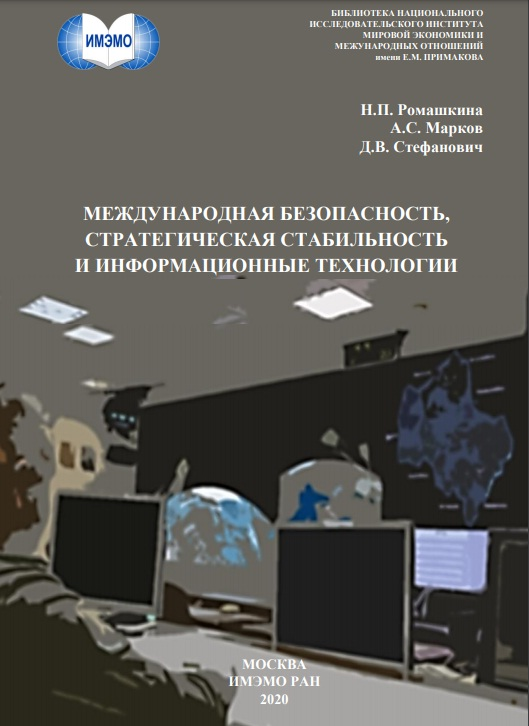 ИМЭМО
БИБЛИОТЕКА НАЦИОНАЛЬНОГО
ИССЛЕДОВАТЕЛЬСКОГО ИНСТИТУТА
МИРОВОЙ ЭКОНОМИКИ И
МЕЖУНАРОДНЫХ ОТНОШЕНИЙ
имени Е.М. ПРИМАКОВА
Н.П. Ромашкина
А.С. Марков
Д.В. Стефанович
МЕЖДУНАРОДНАЯ БЕЗОПАСНОСТЬ,
СТРАТЕГИЧЕСКАЯ СТАБИЛЬНОСТЬ
И ИНФОРМАЦИОННЫЕ ТЕХНОЛОГИИ
МОСКВА
ИМЭМО РАН
2020